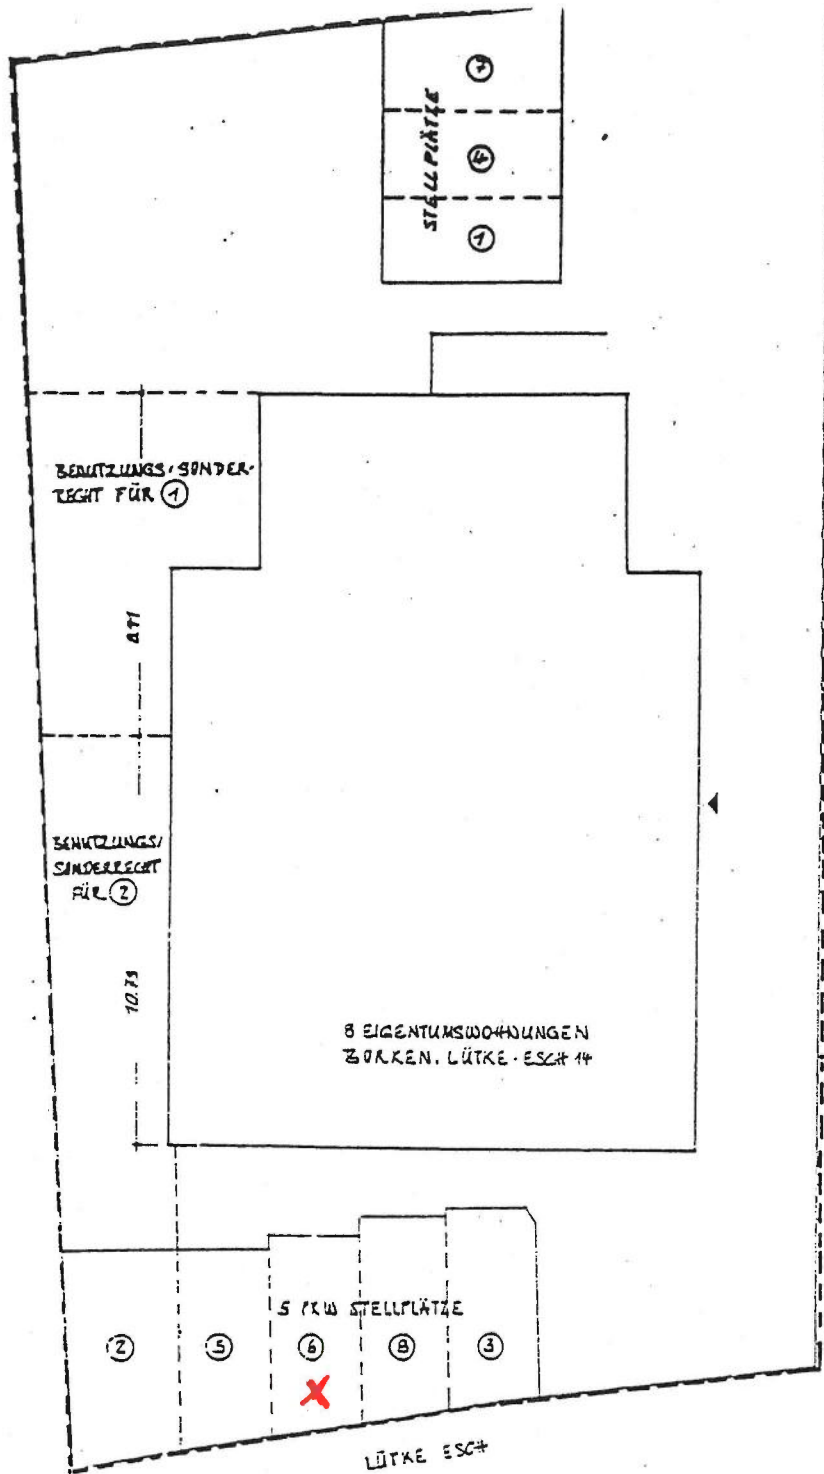 STELLPLÄTZE
7
4
1
BENUTZUNGS-SONDER-
RECHT FÜR 1
8.71
BENUTZUNGS/
SONDERRECHT
FÜR 2
10.73
8 EIGENTUMSWOHNUNGEN
BORKEN, LÜTKE-ESCH 14
5 PKW STELLPLÄTZE
2 5 6 8 3
X
LÜTKE ESCH